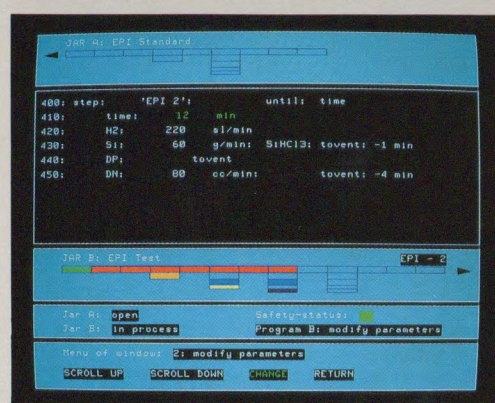 JAR A: EPI Standard
400: step: 'EPI 2': until: time
410: time: 12 min
420: H2: 220 sl/min
430: Si: 60 g/min: SiHCl3: tovent: -1 min
440: DP: tovent
450: DN: 80 cc/min: tovent: -4 min
JAR B: EPI Test EPI - 2
Jar A: open Safety-status:
Jar B: in process Program B: modify parameters
Menu of window: 2: modify parameters
SCROLL UP SCROLL DOWN CHANGE RETURN